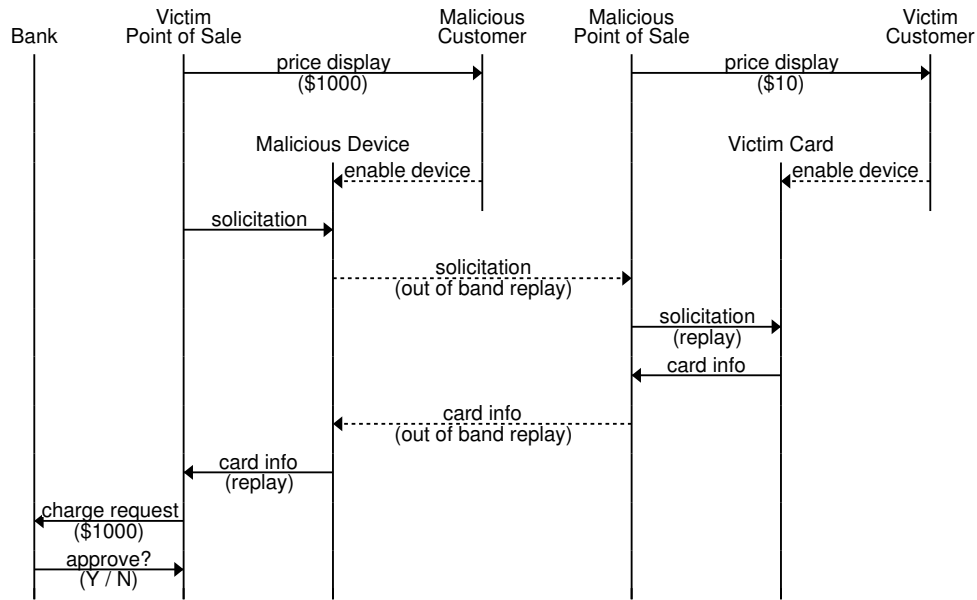 Bank
Victim
Point of Sale
Malicious
Customer
Malicious
Point of Sale
Victim
Customer
price display
($1000)
price display
($10)
Malicious Device
Victim Card
enable device
enable device
solicitation
solicitation
(out of band replay)
solicitation
(replay)
card info
card info
(out of band replay)
card info
(replay)
charge request
($1000)
approve?
(Y / N)